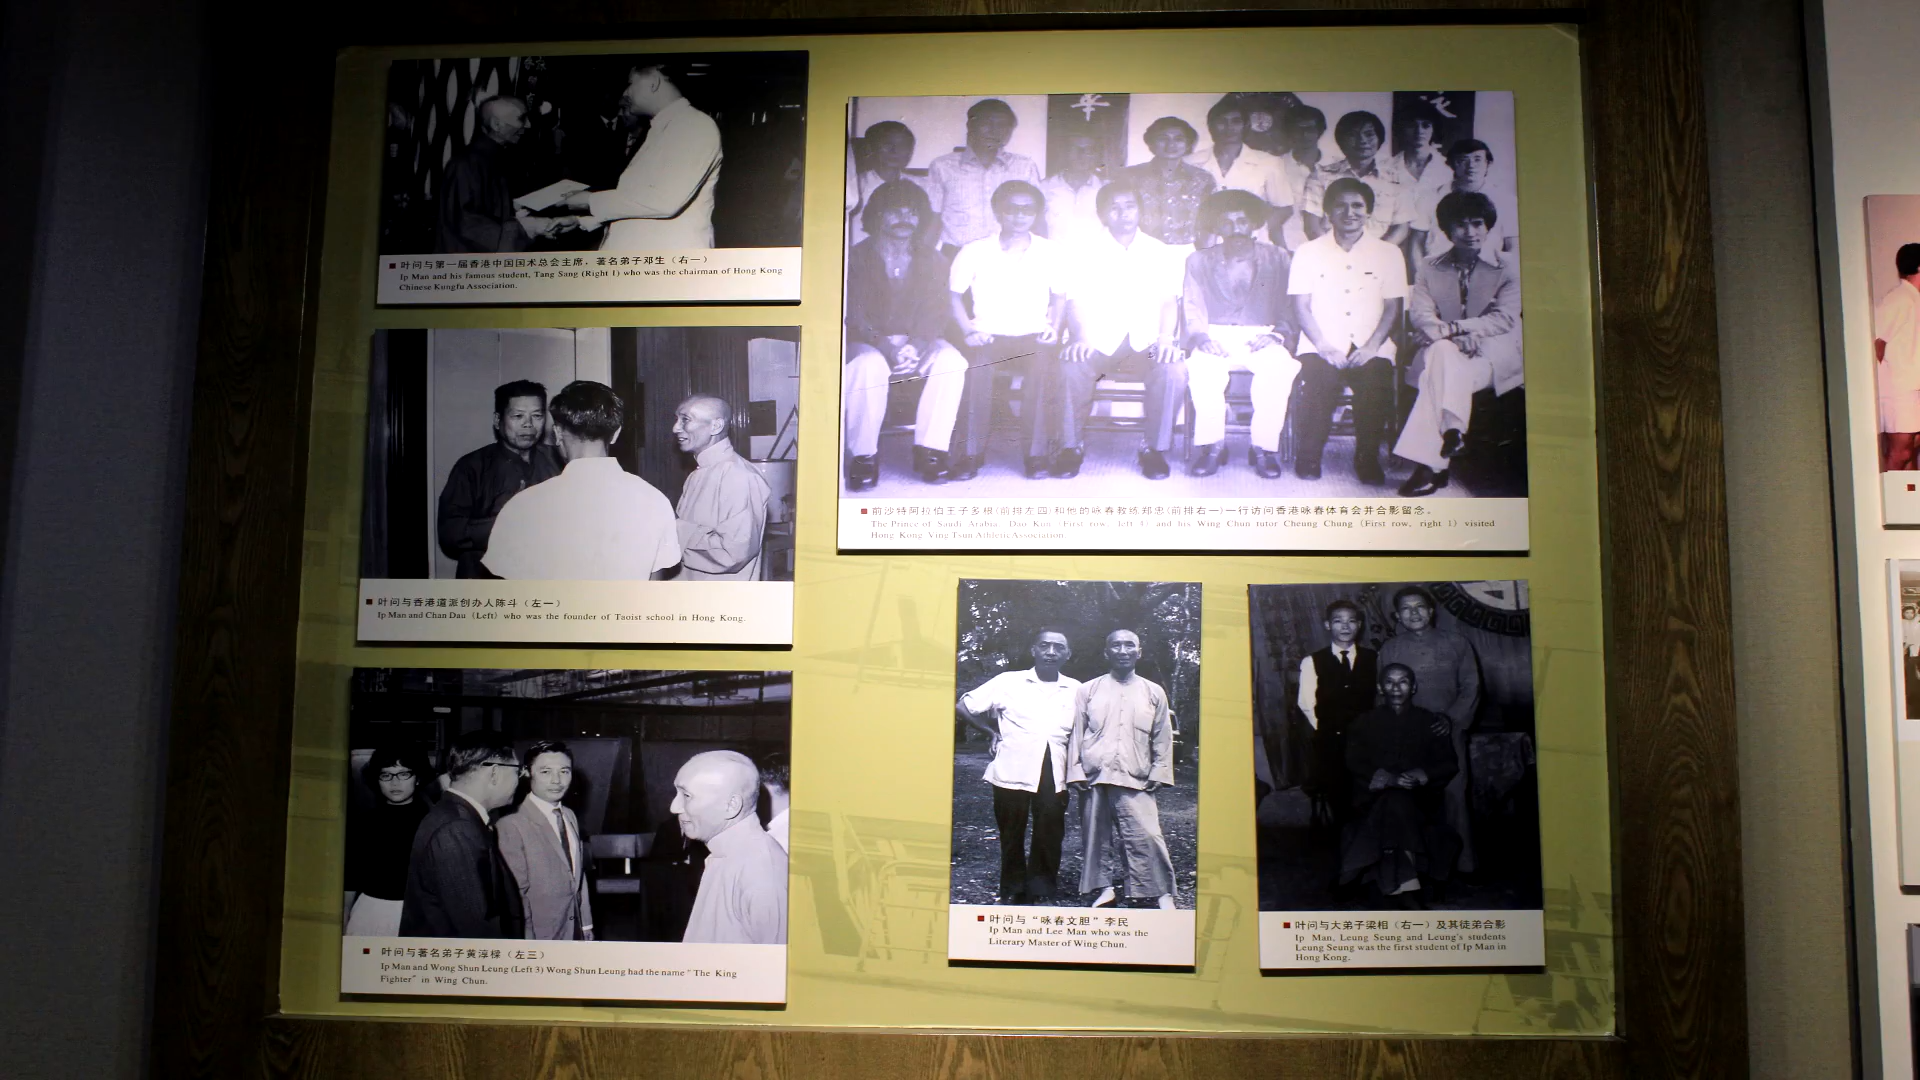 叶问与第一届香港中国国术总会主席，著名弟子邓生（右一）
Ip Man and his famous student, Tang Sang (Right 1) who was the chairman of Hong Kong
Chinese Kungfu Association.
叶问与香港道派创办人陈斗（左一）
Ip Man and Chan Dau (Left) who was the founder of Taoist school in Hong Kong.
叶问与著名弟子黄淳樑（左三）
Ip Man and Wong Shun Leung (Left 3) Wong Shun Leung had the name " The King
Fighter" in Wing Chun.
前沙特阿拉伯王子多根(前排左四)和他的咏春教练郑忠(前排右一)一行访问香港咏春体育会并合影留念。
The Prince of Saudi Arabia, Dao Kun (First row, left 4) and his Wing Chun tutor Cheung Chung (First row, right 1) visited
Hong Kong Ving Tsun Athletic Association.
叶问与“咏春文胆”李民
Ip Man and Lee Man who was the
Literary Master of Wing Chun.
叶问与大弟子梁相（右一）及其徒弟合影
Ip Man, Leung Seung and Leung's students
Leung Seung was the first student of Ip Man in
Hong Kong.